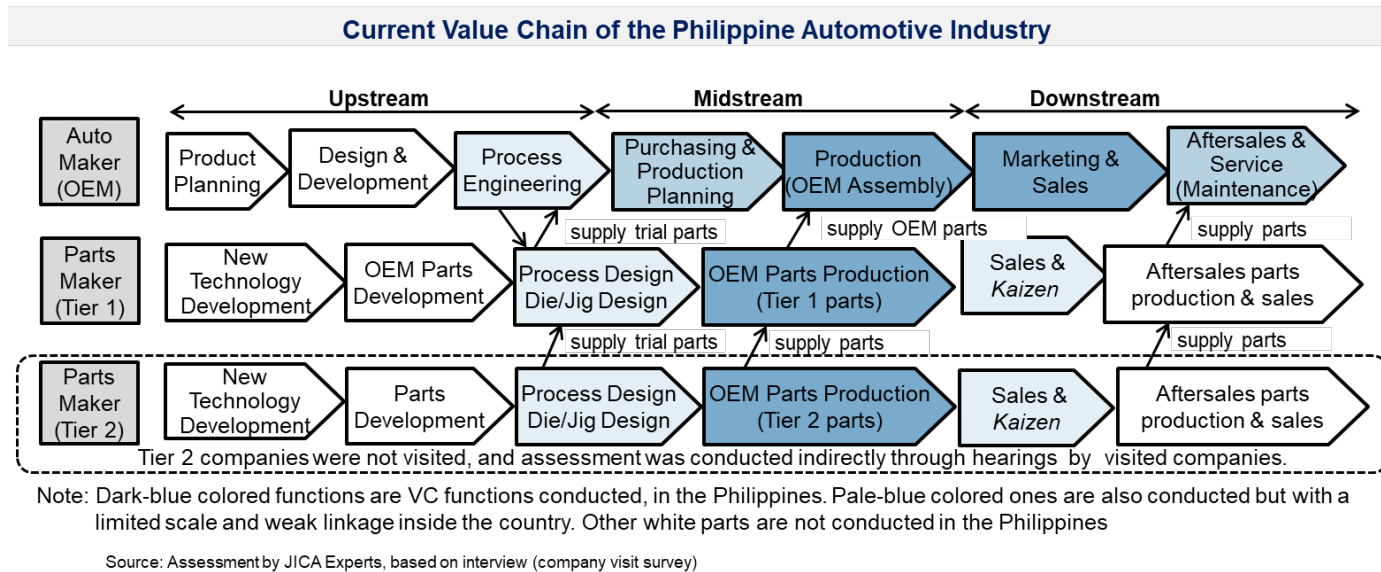 Current Value Chain of the Philippine Automotive Industry
Upstream
Midstream
Downstream
Auto
Maker
(OEM)
Product
Planning
Design &
Development
Process
Engineering
Purchasing &
Production
Planning
Production
(OEM Assembly)
Marketing &
Sales
Aftersales &
Service
(Maintenance)
supply trial parts
supply OEM parts
supply parts
Parts
Maker
(Tier 1)
New
Technology
Development
OEM Parts
Development
Process Design
Die/Jig Design
OEM Parts Production
(Tier 1 parts)
Sales &
Kaizen
Aftersales parts
production & sales
supply trial parts
supply parts
supply parts
Parts
Maker
(Tier 2)
New
Technology
Development
Parts
Development
Process Design
Die/Jig Design
OEM Parts Production
(Tier 2 parts)
Sales &
Kaizen
Aftersales parts
production & sales
Tier 2 companies were not visited, and assessment was conducted indirectly through hearings by visited companies.
Note: Dark-blue colored functions are VC functions conducted, in the Philippines. Pale-blue colored ones are also conducted but with a
limited scale and weak linkage inside the country. Other white parts are not conducted in the Philippines
Source: Assessment by JICA Experts, based on interview (company visit survey)